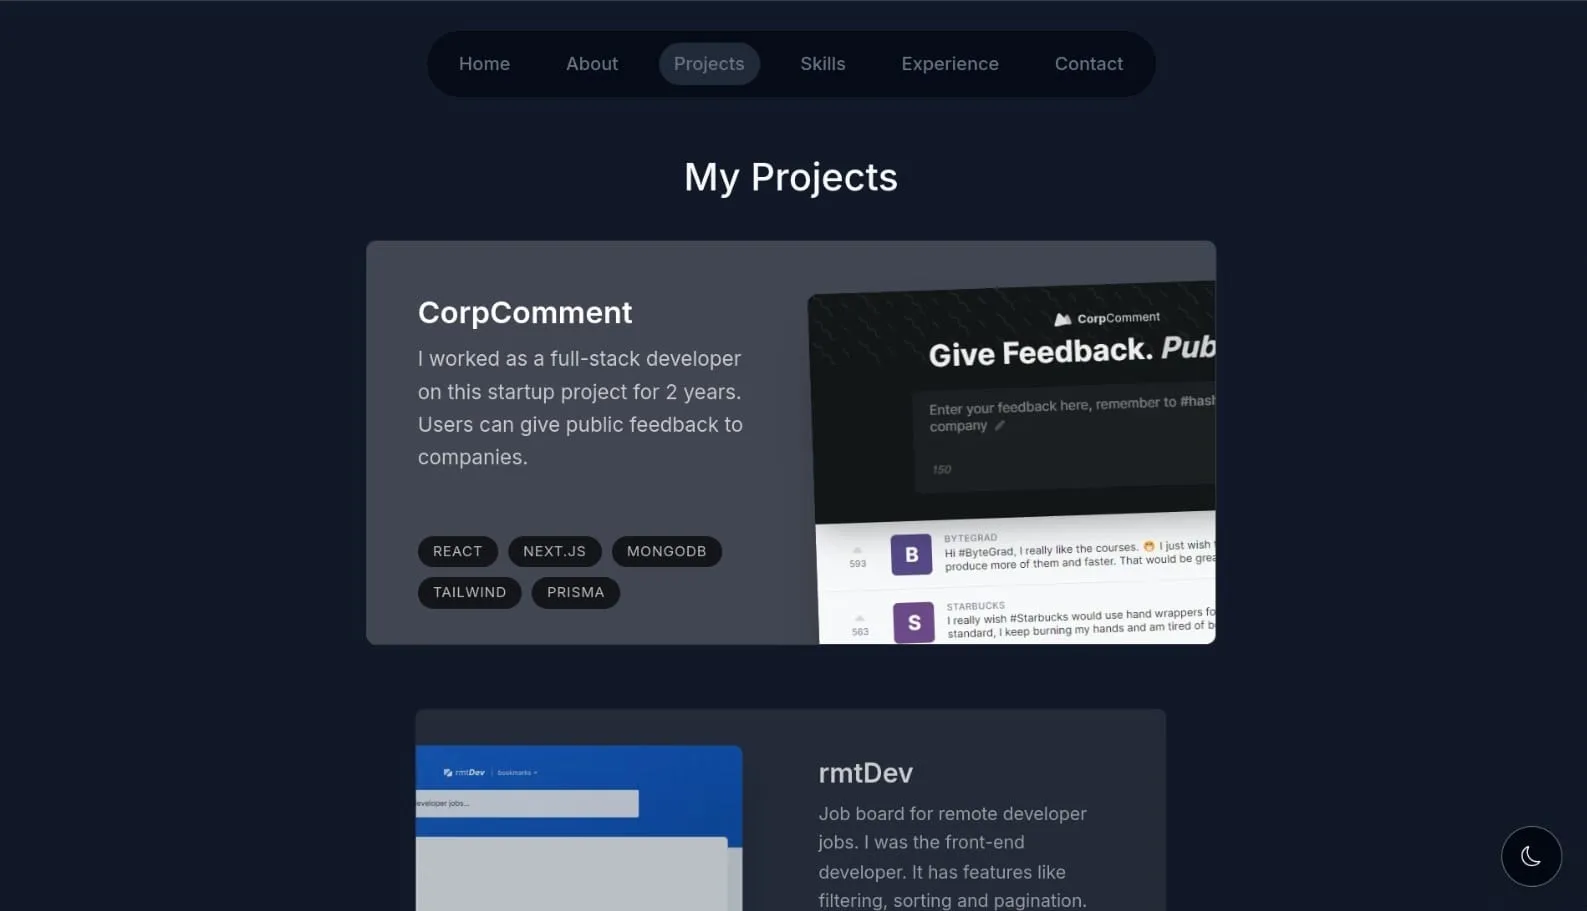 Home About Projects Skills Experience Contact
My Projects
CorpComment
I worked as a full-stack developer
on this startup project for 2 years.
Users can give public feedback to
companies.
REACT NEXT.JS MONGODB
TAILWIND PRISMA
CorpComment
Give Feedback. Pub
Enter your feedback here, remember to #hash
company
150
593
B
BYTEGRAD
Hi #ByteGrad, I really like the courses. 😁 I just wish
produce more of them and faster. That would be grea
563
S
STARBUCKS
I really wish #Starbucks would use hand wrappers fo
standard, I keep burning my hands and am tired of b
rmtDev | bookmarks
eveloper jobs...
rmtDev
Job board for remote developer
jobs. I was the front-end
developer. It has features like
filtering, sorting and pagination.